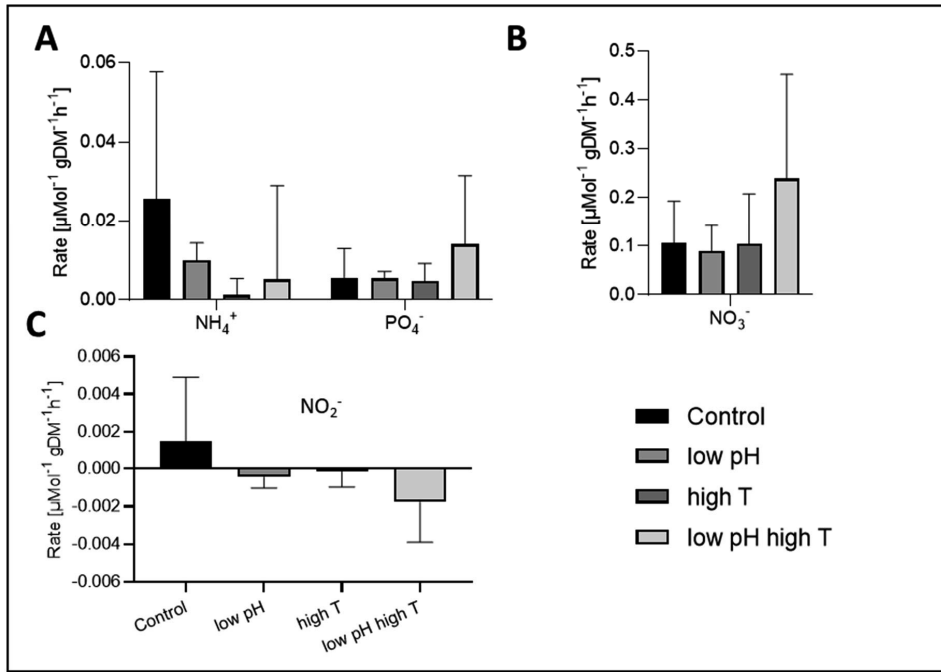 A
Rate [µMol⁻¹ gDM⁻¹h⁻¹]
0.06
0.04
0.02
0.00
NH₄⁺
PO₄⁻
B
Rate [µMol⁻¹ gDM⁻¹h⁻¹]
0.5
0.4
0.3
0.2
0.1
0.0
NO₃⁻
C
Rate [µMol⁻¹ gDM⁻¹h⁻¹]
0.006
0.004
0.002
0.000
-0.002
-0.004
-0.006
NO₂⁻
Control
low pH
high T
low pH high T
Control
low pH
high T
low pH high T